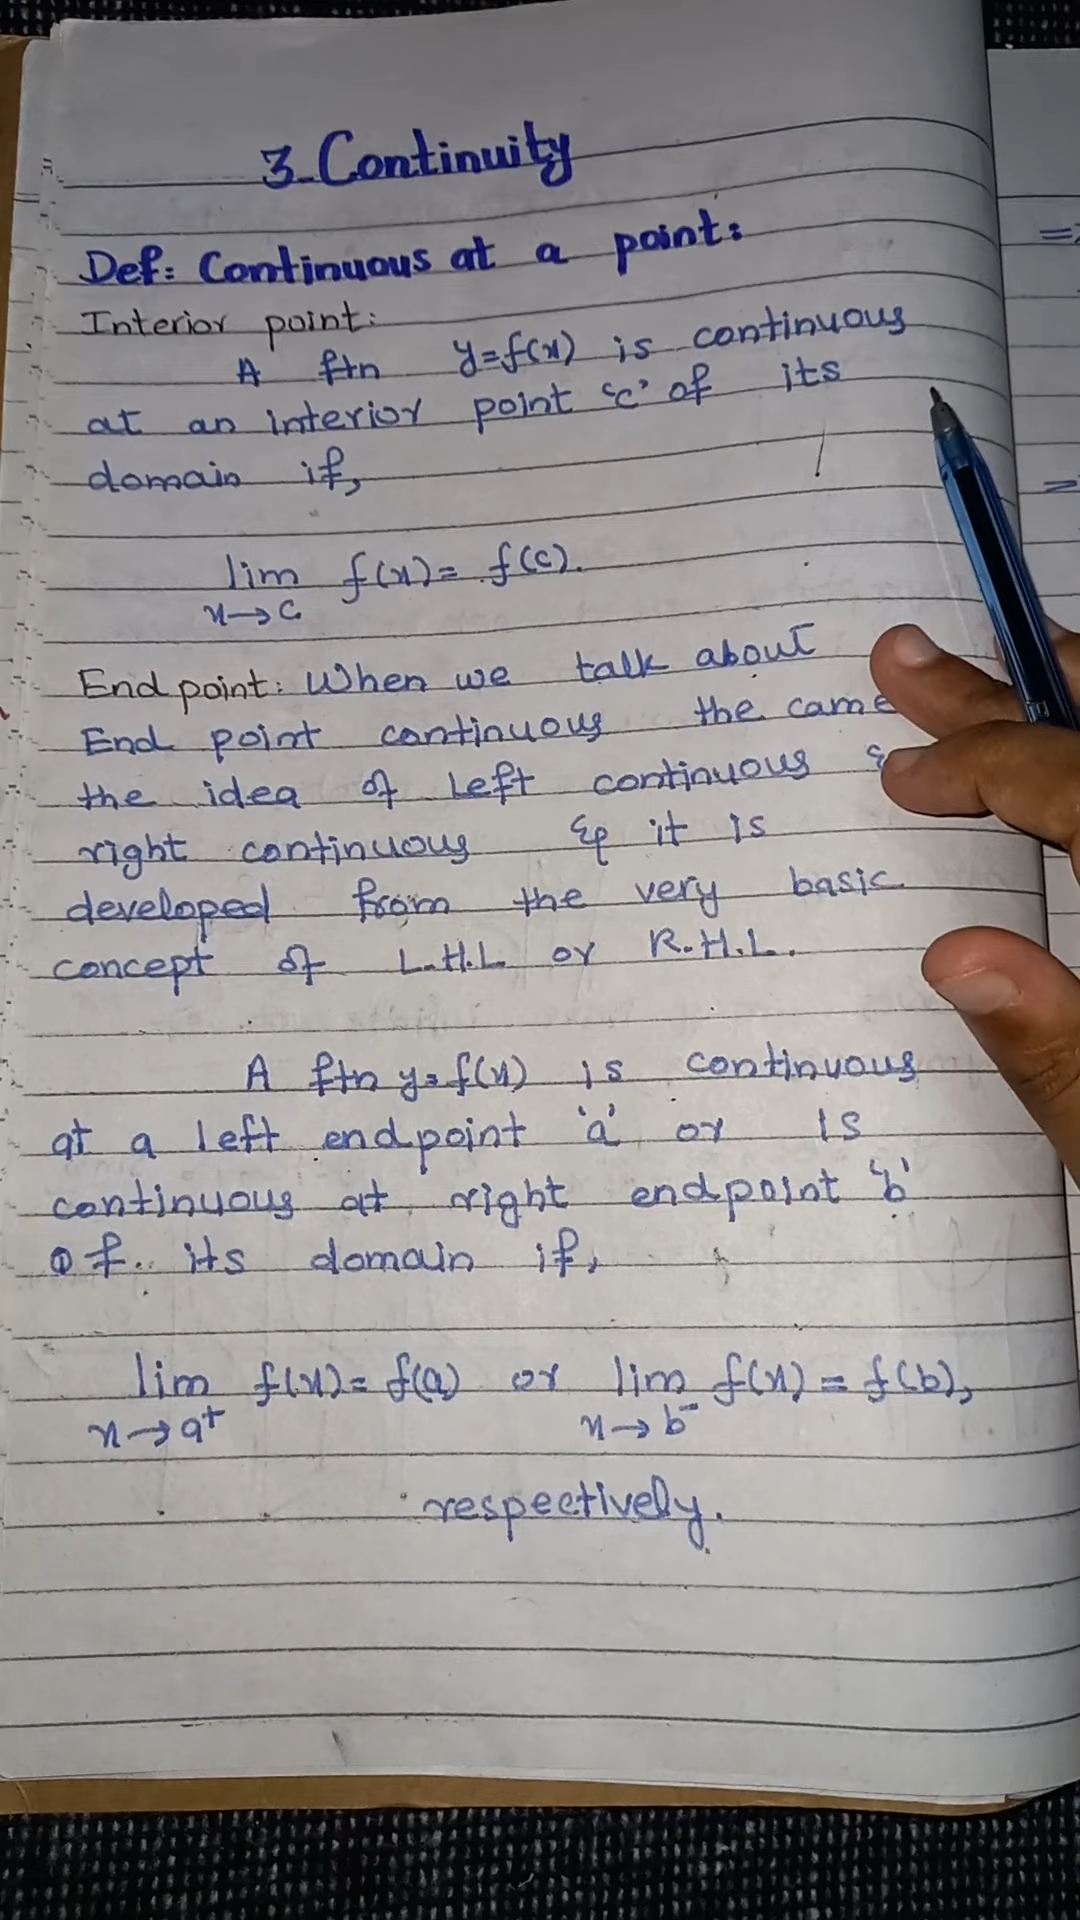 3. Continuity
Def: Continuous at a point:
Interior point:
A ftn y=f(x) is continuous
at an interior point 'c' of its
domain if,
lim f(x) = f(c).
x→c
End point: When we talk about
End point continuous the came
the idea of Left continuous &
right continuous & it is
developed from the very basic
concept of L.H.L or R.H.L.
A ftn y=f(x) is continuous
at a left endpoint 'a' or is
continuous at right endpoint 'b'
of its domain if,
lim f(x) = f(a) or lim f(x) = f(b),
x→a⁺ x→b⁻
respectively.
=
=